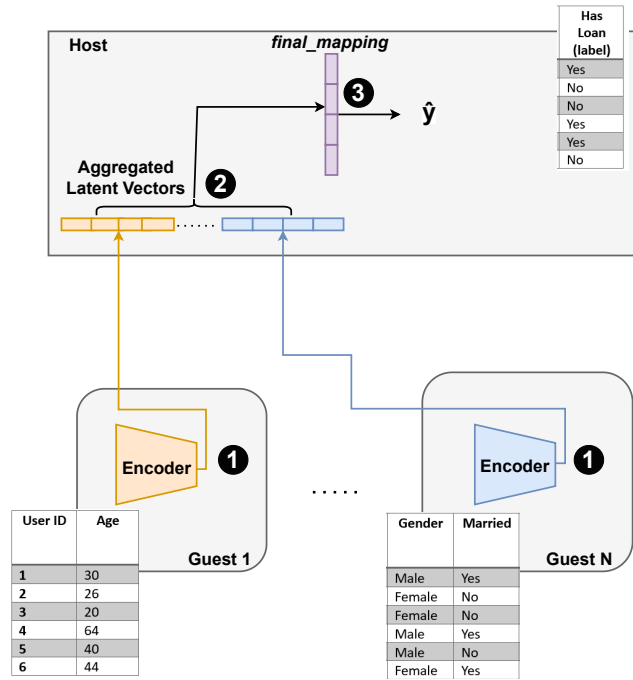 Host
final_mapping
Has
Loan
(label)
Yes
No
No
Yes
Yes
No
3
ŷ
Aggregated
Latent Vectors
2
......
Encoder
1
Guest 1
.....
Encoder
1
Guest N
User ID Age
1 30
2 26
3 20
4 64
5 40
6 44
Gender Married
Male Yes
Female No
Female No
Male Yes
Male No
Female Yes